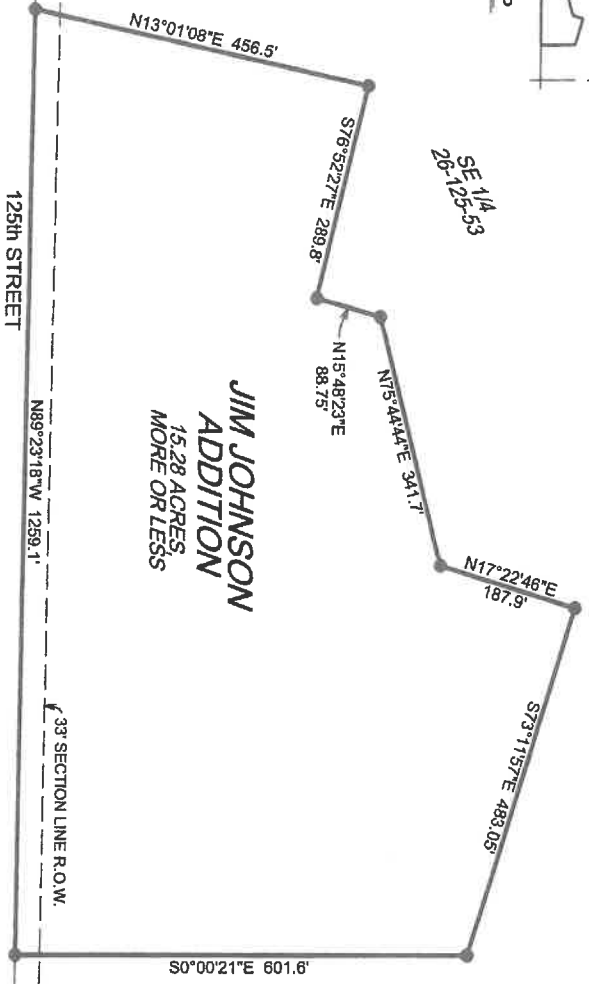 N13°01'08"E 456.5'
S76°52'27"E 289.8'
SE 1/4
26-125-53
N15°48'23"E
88.75'
N75°44'44"E 341.7'
N17°22'46"E
187.9'
S73°11'57"E 483.05'
JIM JOHNSON
ADDITION
15.28 ACRES,
MORE OR LESS
125th STREET
N89°23'18"W 1259.1'
33' SECTION LINE R.O.W.
S0°00'21"E 601.6'